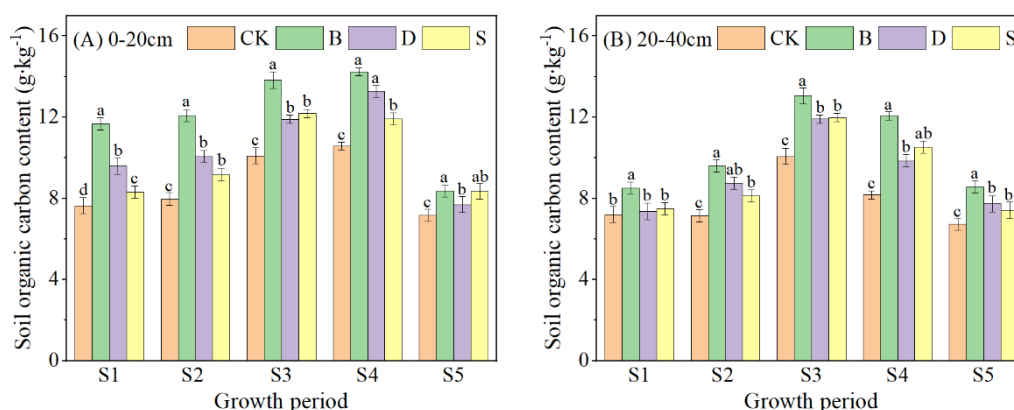 (A) 0-20cm CK B D S
Soil organic carbon content (g·kg⁻¹)
16
12
8
4
0
d a b c
c a b b
c a b b
c a a b
c a b ab
S1 S2 S3 S4 S5
Growth period
(B) 20-40cm CK B D S
Soil organic carbon content (g·kg⁻¹)
16
12
8
4
0
b a b b
c a ab b
c a b b
c a b ab
c a b b
S1 S2 S3 S4 S5
Growth period